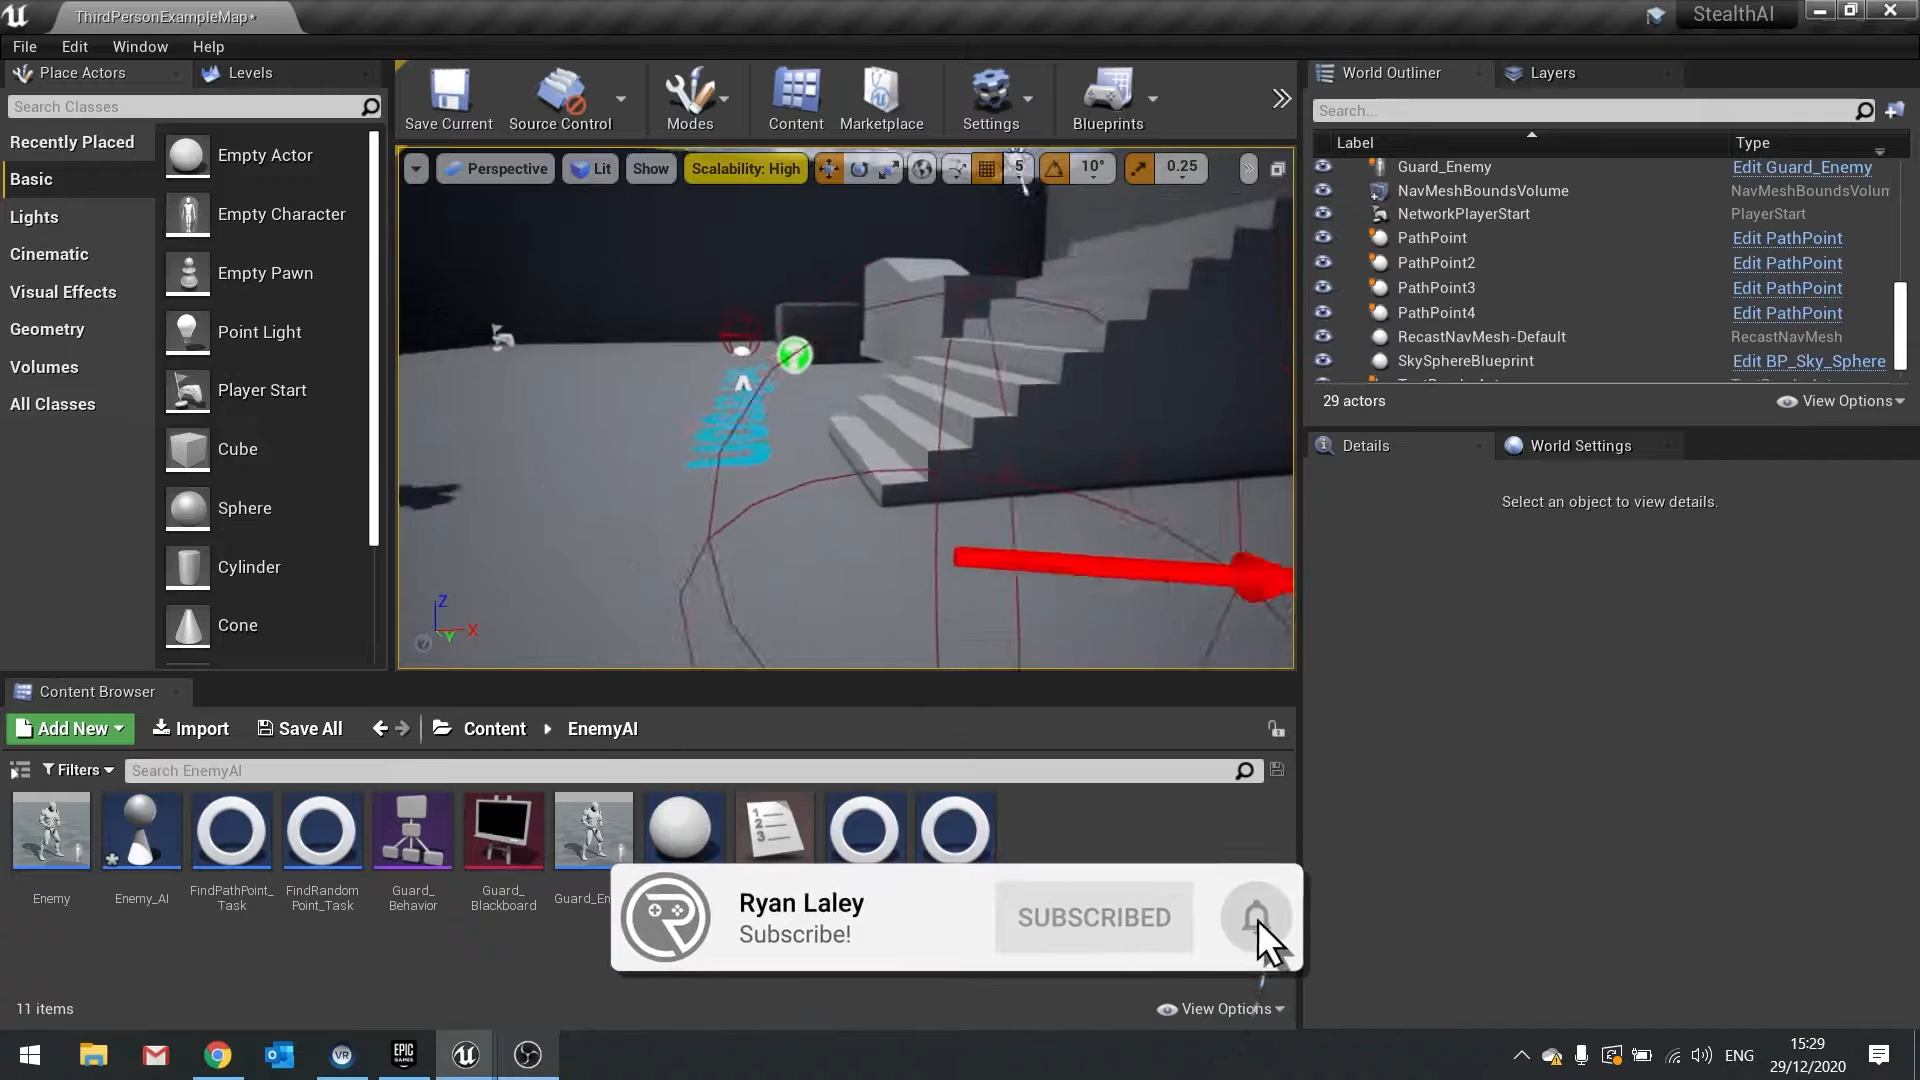 ThirdPersonExampleMap*
StealthAI
File Edit Window Help
Place Actors
Levels
Search Classes
Recently Placed
Basic
Lights
Cinematic
Visual Effects
Geometry
Volumes
All Classes
Empty Actor
Empty Character
Empty Pawn
Point Light
Player Start
Cube
Sphere
Cylinder
Cone
Save Current
Source Control
Modes
Content
Marketplace
Settings
Blueprints
Perspective
Lit
Show
Scalability: High
5
10°
0.25
Z
X
Y
World Outliner
Layers
Search...
Label Type
Guard_Enemy Edit Guard_Enemy
NavMeshBoundsVolume NavMeshBoundsVolun
NetworkPlayerStart PlayerStart
PathPoint Edit PathPoint
PathPoint2 Edit PathPoint
PathPoint3 Edit PathPoint
PathPoint4 Edit PathPoint
RecastNavMesh-Default RecastNavMesh
SkySphereBlueprint Edit BP_Sky_Sphere
29 actors
View Options
Details
World Settings
Select an object to view details.
Content Browser
Add New
Import
Save All
Content
EnemyAI
Filters
Search EnemyAI
Enemy
Enemy_AI
FindPathPoint_
Task
FindRandom
Point_Task
Guard_
Behavior
Guard_
Blackboard
Guard_En
Ryan Laley
Subscribe!
SUBSCRIBED
11 items
View Options
VR
EPIC
GAMES
ENG
15:29
29/12/2020